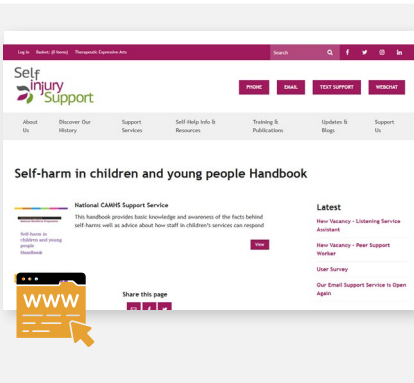 Log In
Basket: (0 items)
Therapeutic Expressive Arts
Search
Self
injury
Support
PHONE
EMAIL
TEXT SUPPORT
WEBCHAT
About
Us
Discover Our
History
Support
Services
Self-Help Info &
Resources
Training &
Publications
Updates &
Blogs
Support
Us
Self-harm in children and young people Handbook
National CAMHS Support Service
This handbook provides basic knowledge and awareness of the facts behind
self-harms well as advice about how staff in children's services can respond
View
Self-harm in
children and young
people
Handbook
Share this page
Latest
New Vacancy - Listening Service
Assistant
New Vacancy - Peer Support
Worker
User Survey
Our Email Support Service is Open
Again
WWW